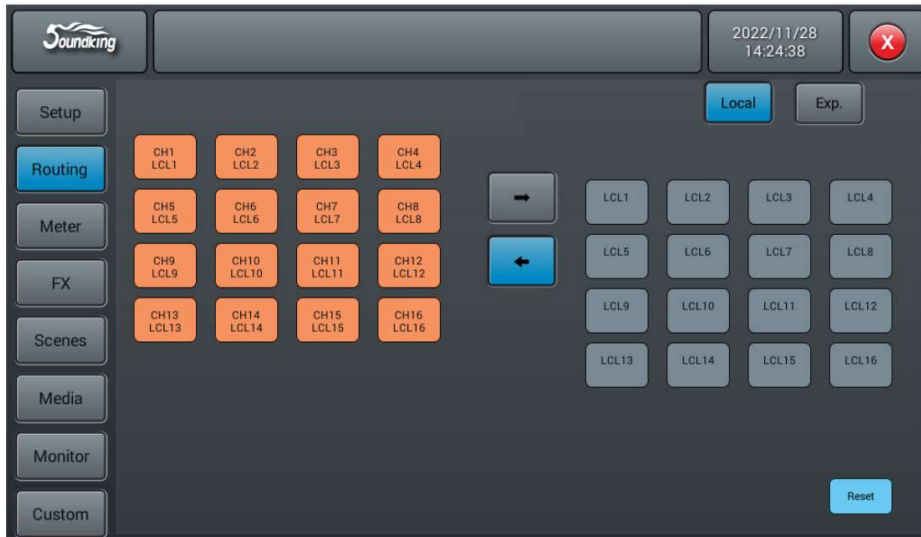 Soundking
2022/11/28
14:24:38
X
Local
Exp.
Setup
Routing
Meter
FX
Scenes
Media
Monitor
Custom
CH1
LCL1
CH2
LCL2
CH3
LCL3
CH4
LCL4
CH5
LCL5
CH6
LCL6
CH7
LCL7
CH8
LCL8
CH9
LCL9
CH10
LCL10
CH11
LCL11
CH12
LCL12
CH13
LCL13
CH14
LCL14
CH15
LCL15
CH16
LCL16
LCL1
LCL2
LCL3
LCL4
LCL5
LCL6
LCL7
LCL8
LCL9
LCL10
LCL11
LCL12
LCL13
LCL14
LCL15
LCL16
Reset